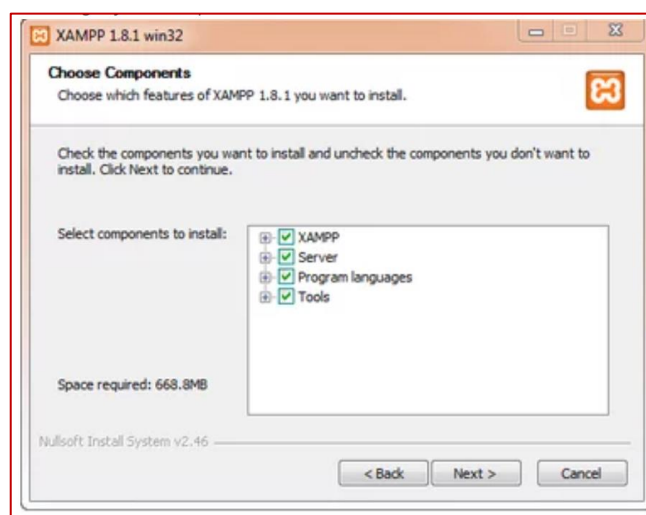 XAMPP 1.8.1 win32
Choose Components
Choose which features of XAMPP 1.8.1 you want to install.
Check the components you want to install and uncheck the components you don't want to
install. Click Next to continue.
Select components to install:
XAMPP
Server
Program languages
Tools
Space required: 668.8MB
Nullsoft Install System v2.46
< Back
Next >
Cancel